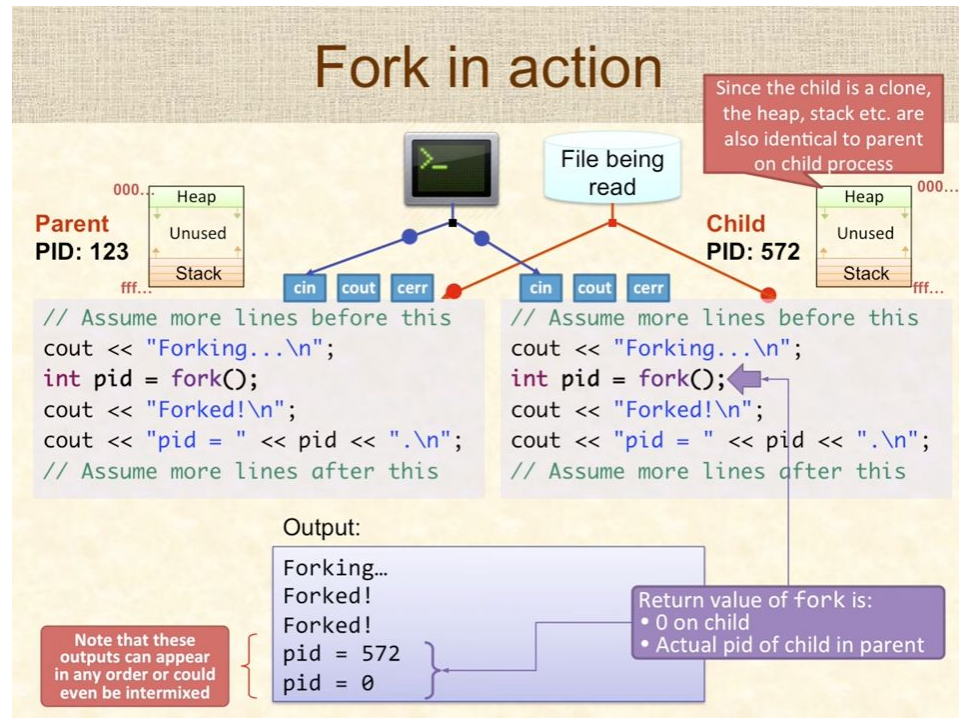 Fork in action
Since the child is a clone,
the heap, stack etc. are
also identical to parent
on child process
>_
File being
read
000...
Heap
Unused
Stack
fff...
Parent
PID: 123
Child
PID: 572
000...
Heap
Unused
Stack
fff...
cin cout cerr
cin cout cerr
// Assume more lines before this
cout << "Forking...\n";
int pid = fork();
cout << "Forked!\n";
cout << "pid = " << pid << ".\n";
// Assume more lines after this
// Assume more lines before this
cout << "Forking...\n";
int pid = fork();
cout << "Forked!\n";
cout << "pid = " << pid << ".\n";
// Assume more lines after this
Output:
Forking…
Forked!
Forked!
pid = 572
pid = 0
Note that these
outputs can appear
in any order or could
even be intermixed
Return value of fork is:
• 0 on child
• Actual pid of child in parent